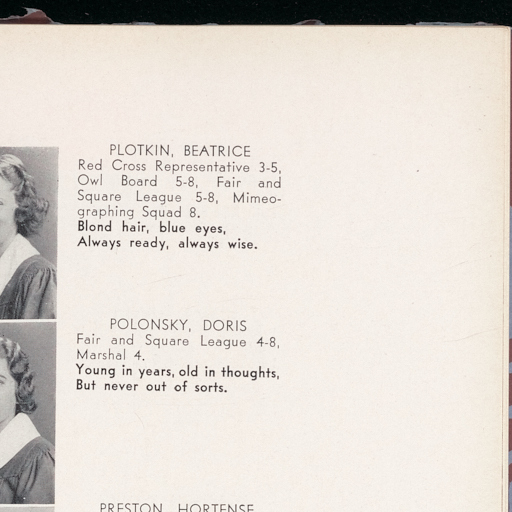 PLOTKIN, BEATRICE
Red Cross Representative 3-5,
Owl Board 5-8, Fair and
Square League 5-8, Mimeo-
graphing Squad 8.
Blond hair, blue eyes,
Always ready, always wise.
POLONSKY, DORIS
Fair and Square League 4-8,
Marshal 4.
Young in years, old in thoughts,
But never out of sorts.
PRESTON, HORTENSE